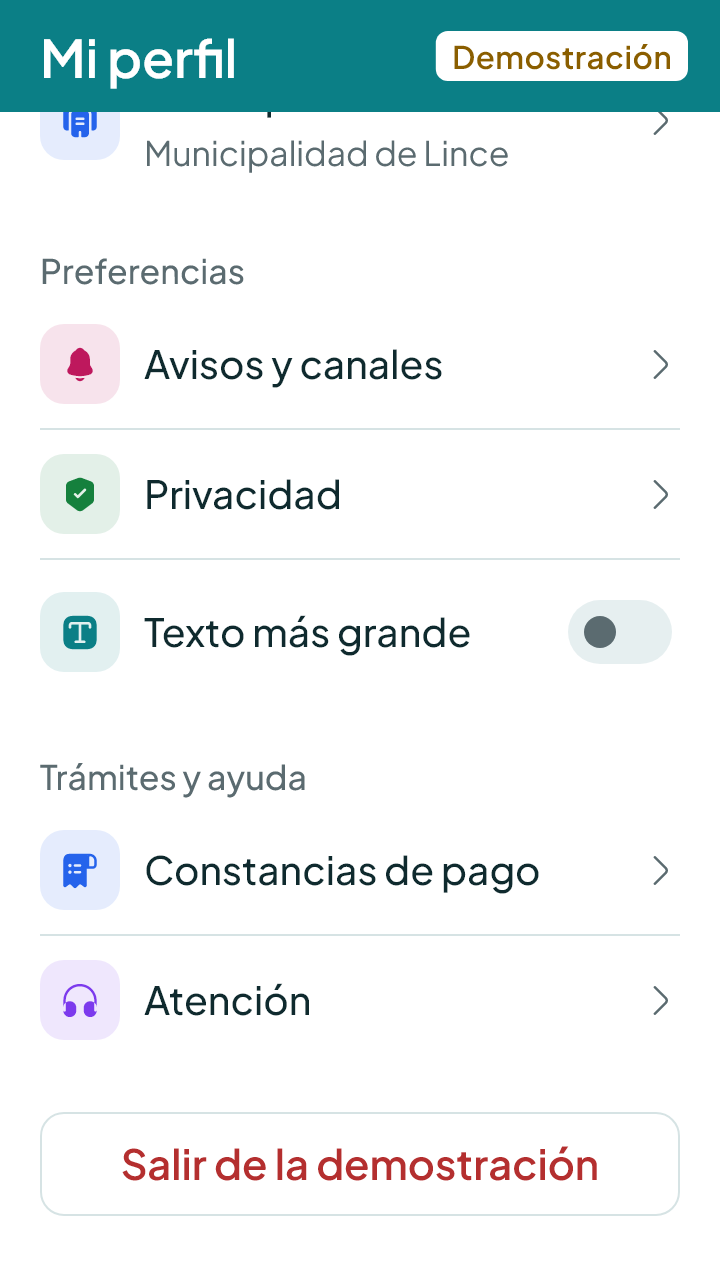 Mi perfil
Demostración
Municipalidad de Lince
Preferencias
Avisos y canales
Privacidad
Texto más grande
Trámites y ayuda
Constancias de pago
Atención
Salir de la demostración